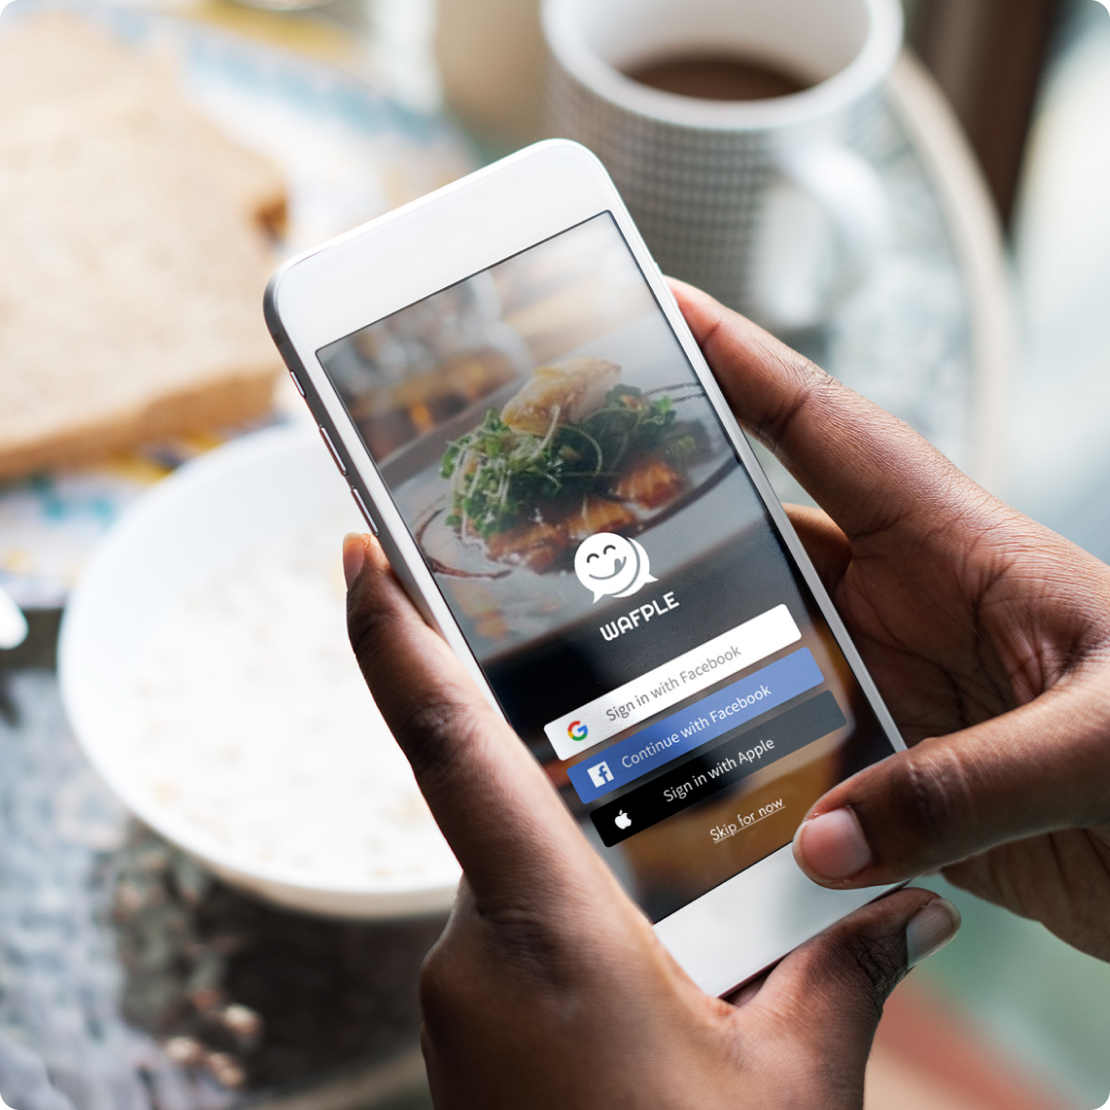 WAFPLE
Sign in with Facebook
Continue with Facebook
Sign in with Apple
Skip for now